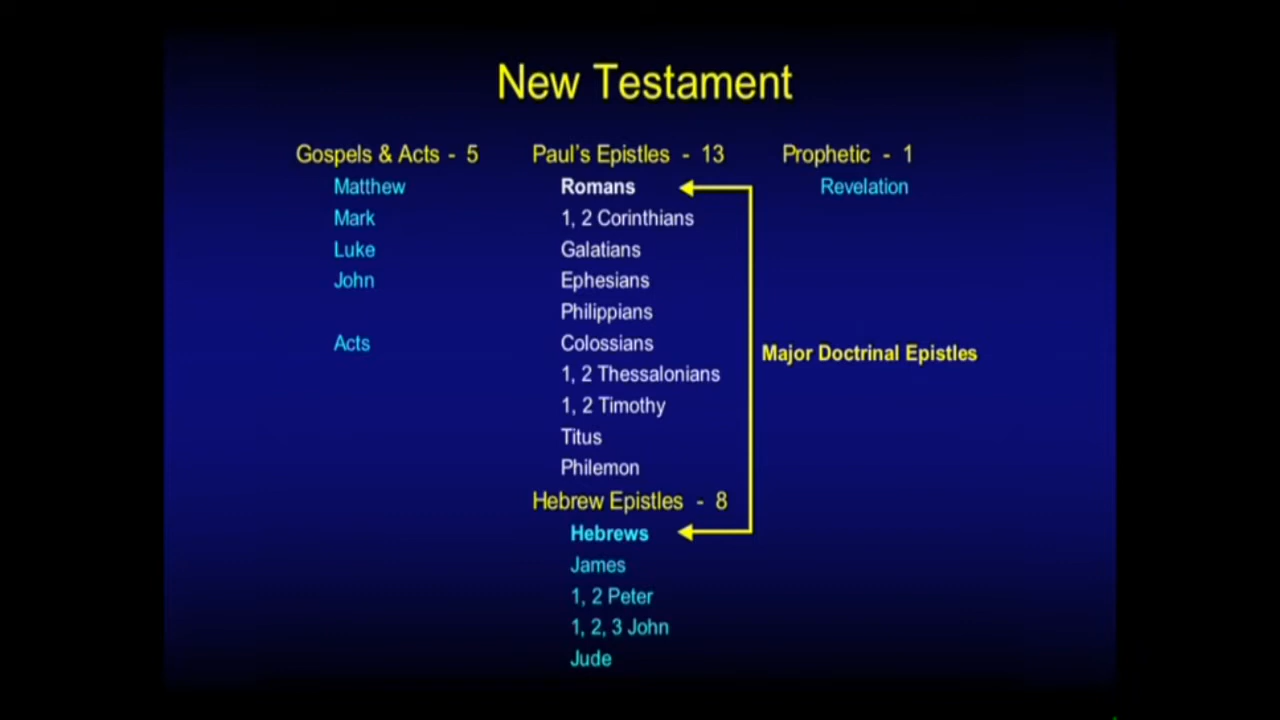 New Testament
Gospels & Acts - 5
Matthew
Mark
Luke
John
Acts
Paul's Epistles - 13
Romans
1, 2 Corinthians
Galatians
Ephesians
Philippians
Colossians
1, 2 Thessalonians
1, 2 Timothy
Titus
Philemon
Hebrew Epistles - 8
Hebrews
James
1, 2 Peter
1, 2, 3 John
Jude
Prophetic - 1
Revelation
Major Doctrinal Epistles